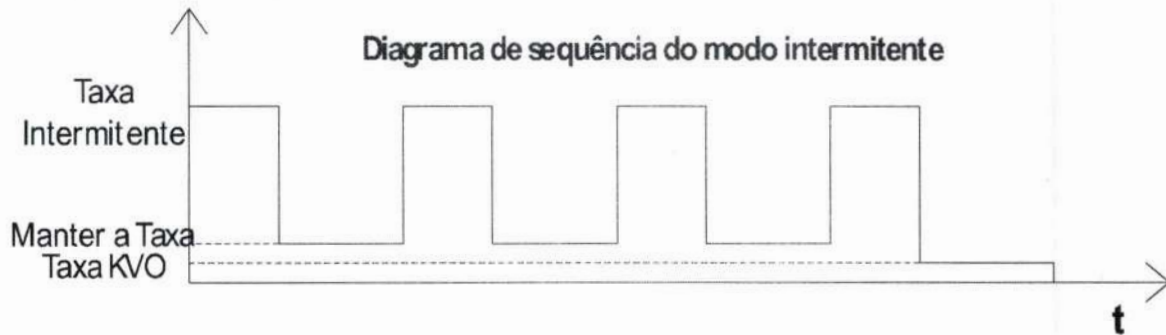 Diagrama de sequência do modo intermitente
Taxa
Intermitente
Manter a Taxa
Taxa KVO
t